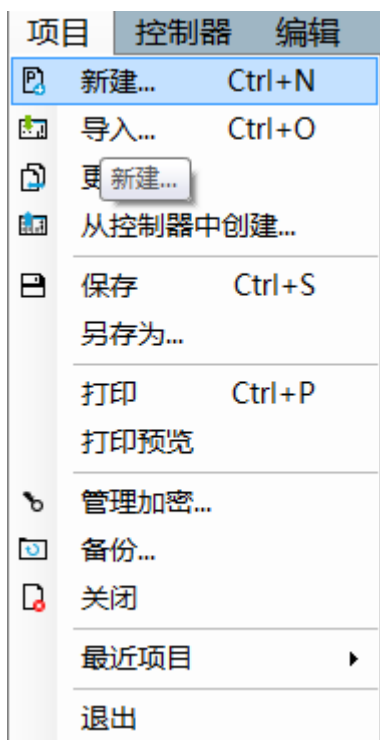 项目 控制器 编辑
新建... Ctrl+N
导入... Ctrl+O
更
新建...
从控制器中创建...
保存 Ctrl+S
另存为...
打印 Ctrl+P
打印预览
管理加密...
备份...
关闭
最近项目
退出